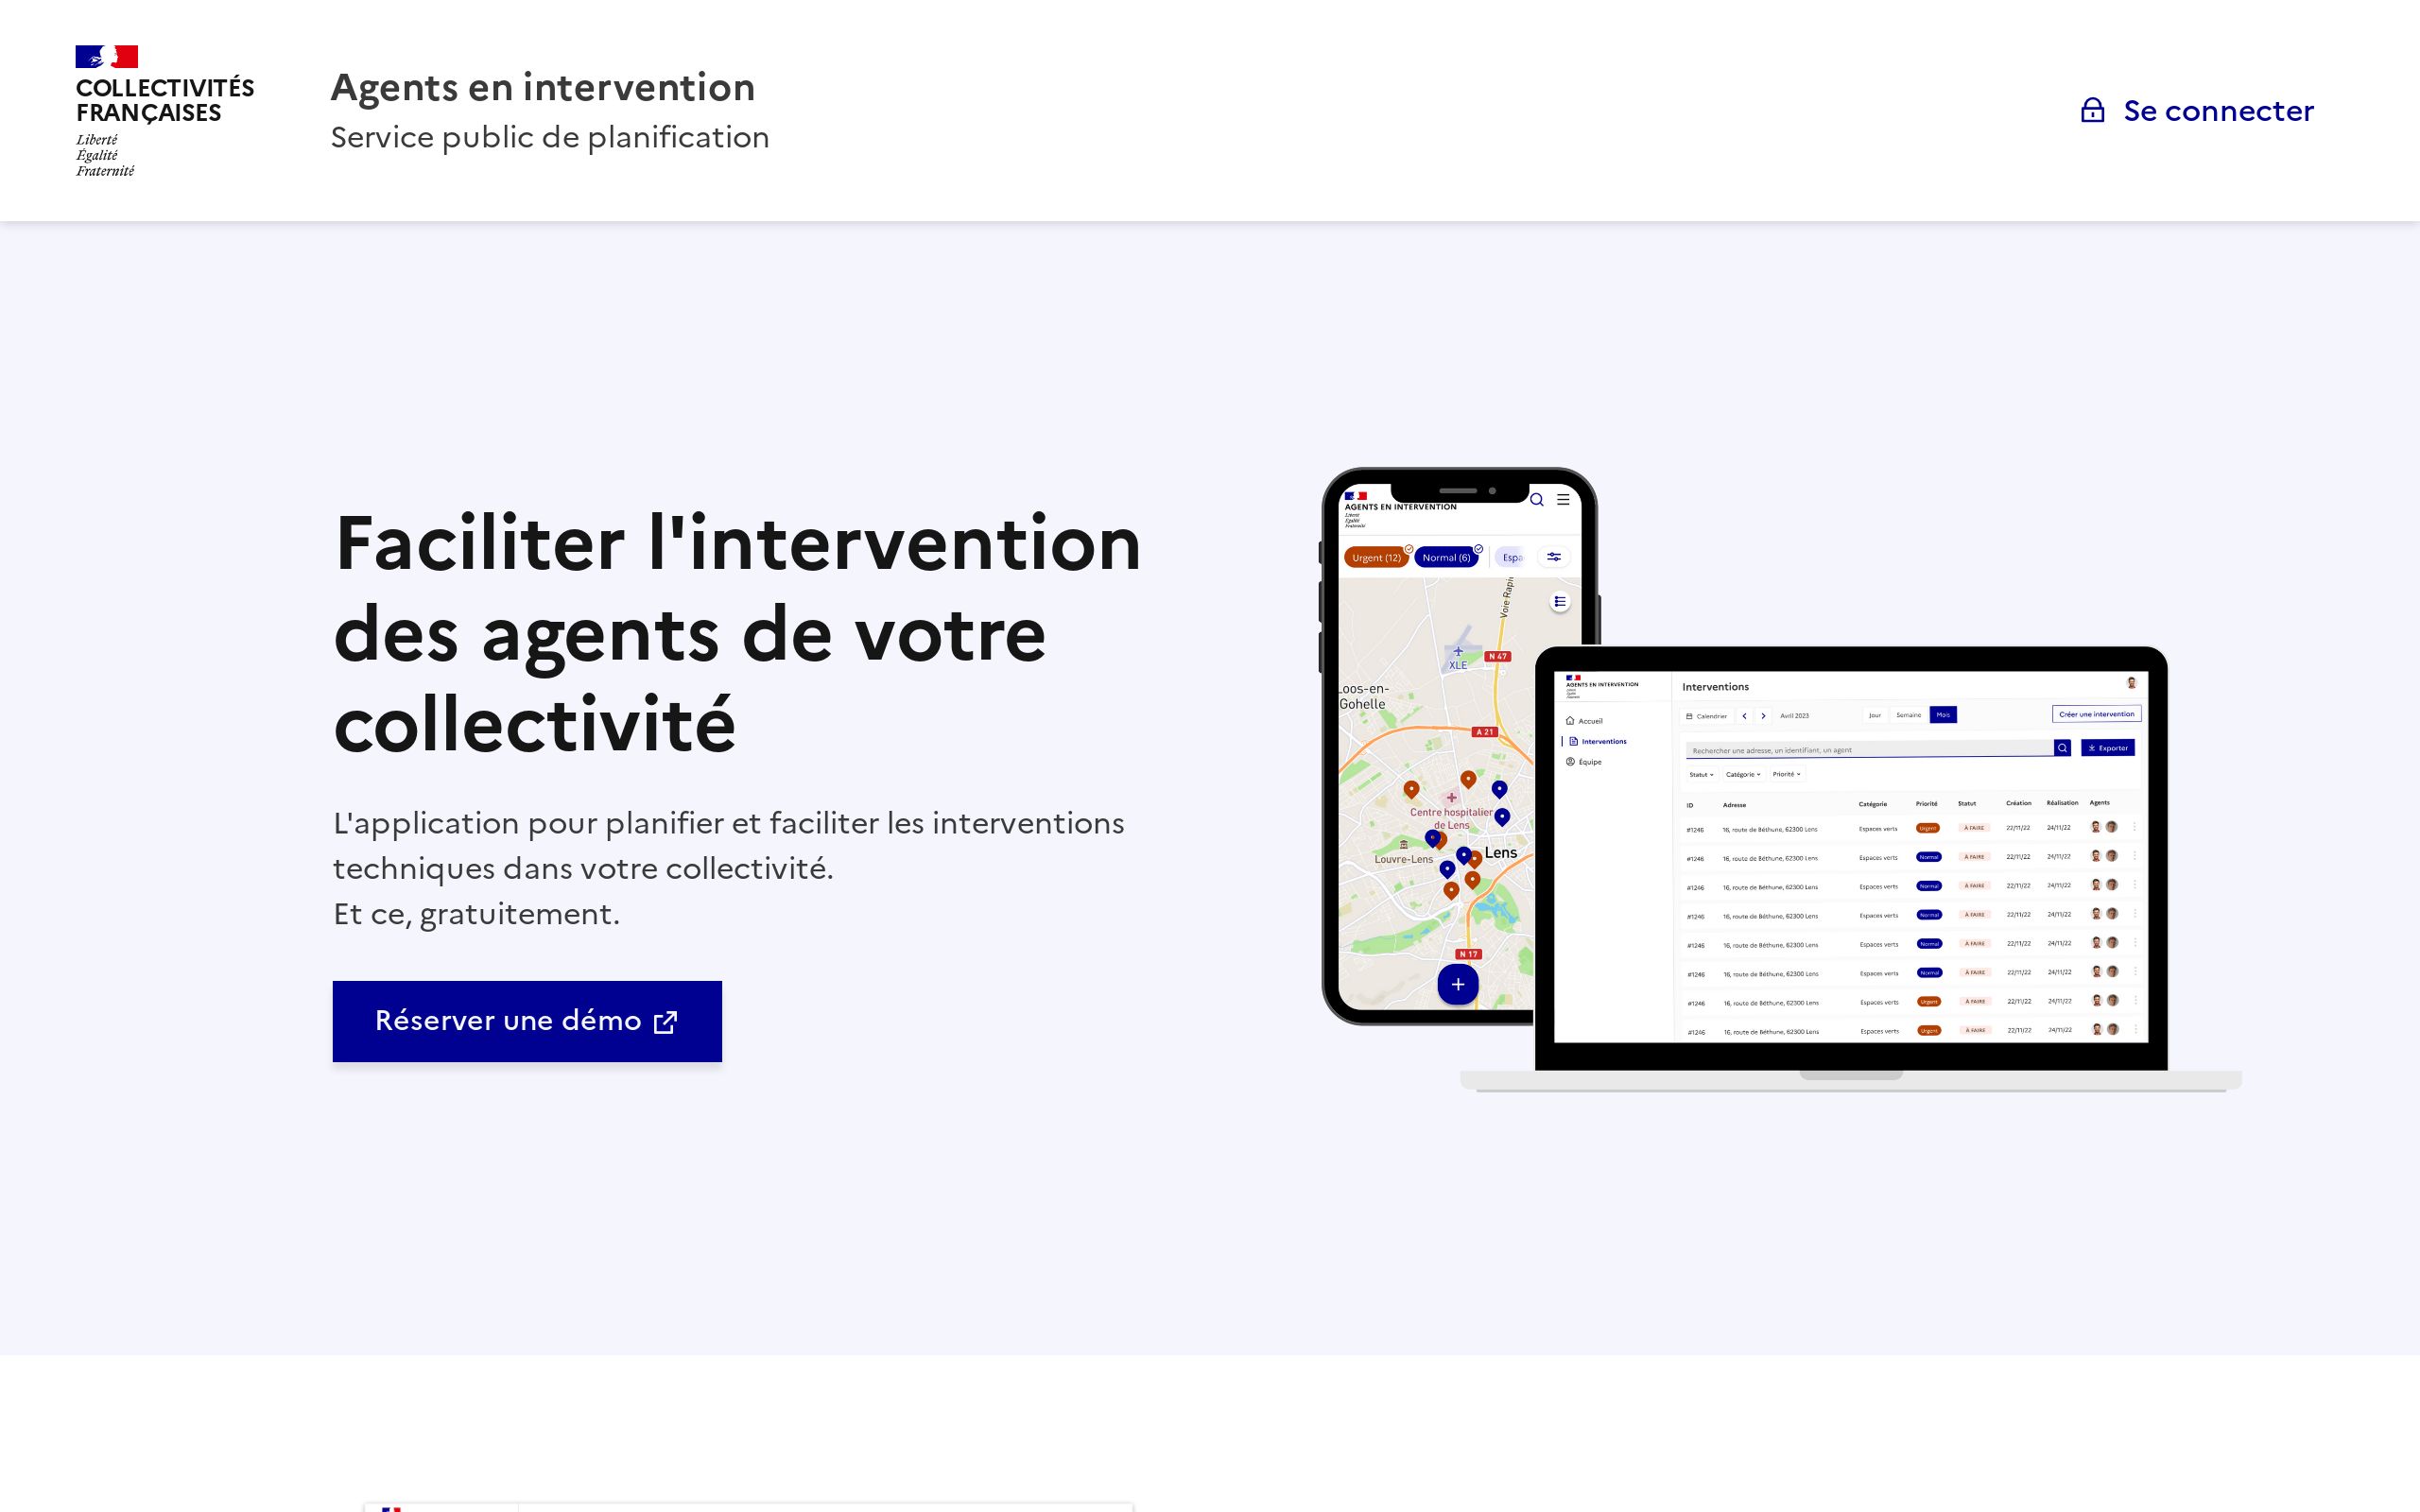 COLLECTIVITÉS
FRANÇAISES
Liberté
Égalité
Fraternité
Agents en intervention
Service public de planification
Se connecter
Faciliter l'intervention
des agents de votre
collectivité
L'application pour planifier et faciliter les interventions
techniques dans votre collectivité.
Et ce, gratuitement.
Réserver une démo
AGENTS EN INTERVENTION
Urgent (12)
Normal (6)
Espa
Voie Rapi
XLE
N 47
Loos-en-
Gohelle
A 21
Centre hospitalier
de Lens
Louvre-Lens
Lens
N 17
AGENTS EN INTERVENTION
Accueil
Interventions
Équipe
Interventions
Calendrier
Avril 2023
Jour
Semaine
Mois
Créer une intervention
Rechercher une adresse, un identifiant, un agent
Exporter
Statut
Catégorie
Priorité
ID Adresse Catégorie Priorité Statut Création Réalisation Agents
#1246 16, route de Béthune, 62300 Lens Espaces verts Urgent À FAIRE 22/11/22 24/11/22
#1246 16, route de Béthune, 62300 Lens Espaces verts Normal À FAIRE 22/11/22 24/11/22
#1246 16, route de Béthune, 62300 Lens Espaces verts Normal À FAIRE 22/11/22 24/11/22
#1246 16, route de Béthune, 62300 Lens Espaces verts Normal À FAIRE 22/11/22 24/11/22
#1246 16, route de Béthune, 62300 Lens Espaces verts Normal À FAIRE 22/11/22 24/11/22
#1246 16, route de Béthune, 62300 Lens Espaces verts Normal À FAIRE 22/11/22 24/11/22
#1246 16, route de Béthune, 62300 Lens Espaces verts Urgent À FAIRE 22/11/22 24/11/22
#1246 16, route de Béthune, 62300 Lens Espaces verts Urgent À FAIRE 22/11/22 24/11/22